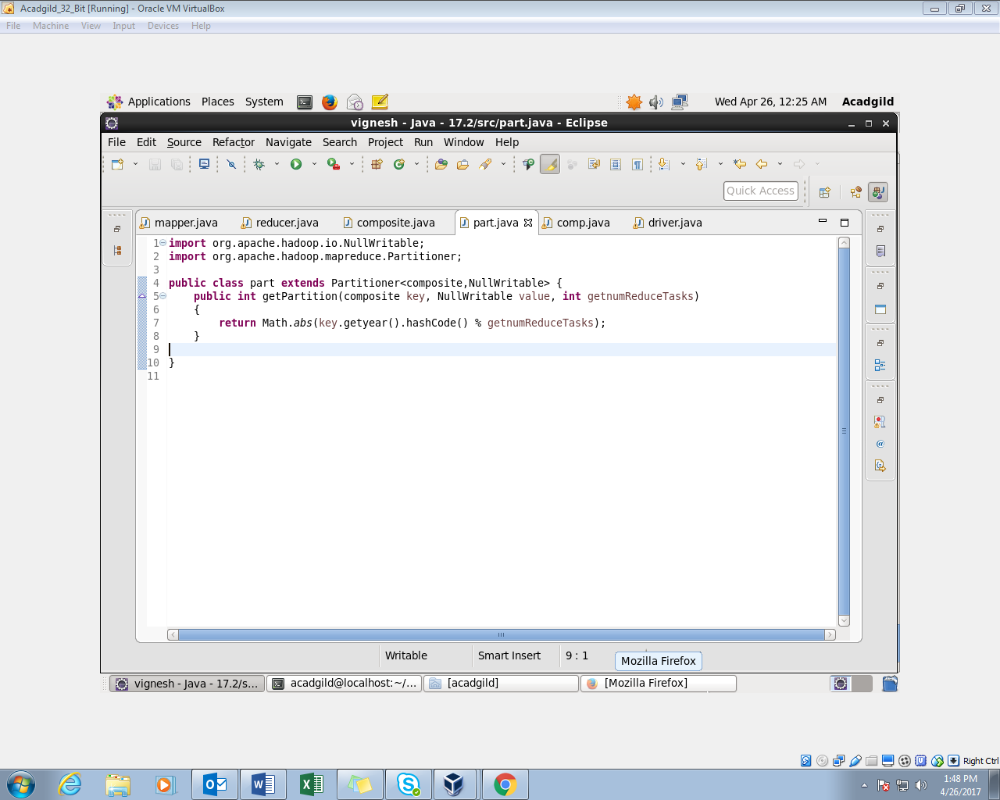 Acadgild_32_Bit [Running] - Oracle VM VirtualBox
File Machine View Input Devices Help
Applications Places System Wed Apr 26, 12:25 AM Acadgild
vignesh - Java - 17.2/src/part.java - Eclipse
File Edit Source Refactor Navigate Search Project Run Window Help
Quick Access
mapper.java reducer.java composite.java part.java comp.java driver.java
1 import org.apache.hadoop.io.NullWritable;
2 import org.apache.hadoop.mapreduce.Partitioner;
3
4 public class part extends Partitioner<composite,NullWritable> {
5 public int getPartition(composite key, NullWritable value, int getnumReduceTasks)
6 {
7 return Math.abs(key.getyear().hashCode() % getnumReduceTasks);
8 }
9
10 }
11
Writable Smart Insert 9 : 1
Mozilla Firefox
vignesh - Java - 17.2/s... acadgild@localhost:~/... [acadgild] [Mozilla Firefox]
Right Ctrl
1:48 PM
4/26/2017